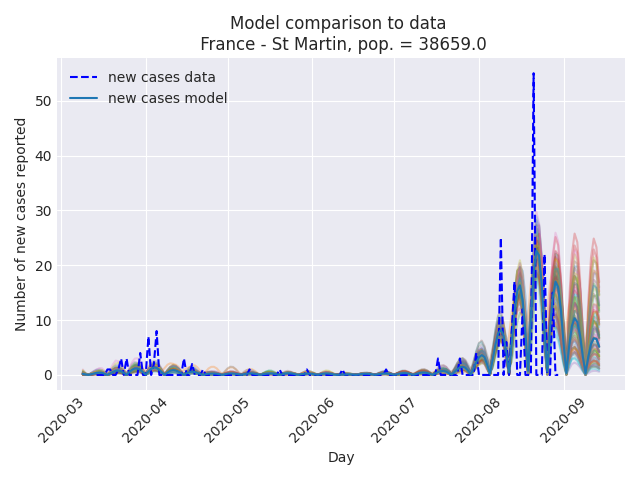 Model comparison to data
France - St Martin, pop. = 38659.0
new cases data
new cases model
Number of new cases reported
50
40
30
20
10
0
2020-03
2020-04
2020-05
2020-06
2020-07
2020-08
2020-09
Day